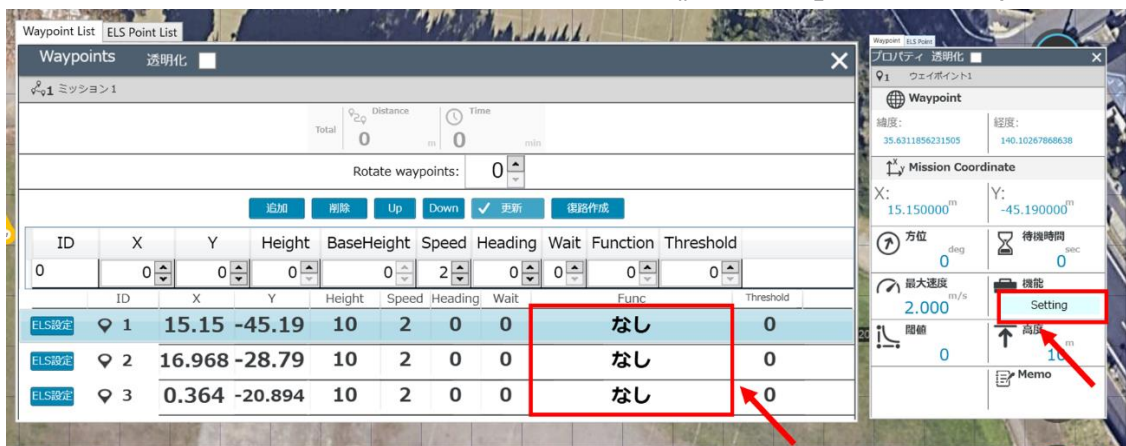 Waypoint List ELS Point List
Waypoints 透明化
1 ミッション1
Total Distance 0 m Time 0 min
Rotate waypoints: 0
追加 削除 Up Down 更新 復路作成
ID X Y Height BaseHeight Speed Heading Wait Function Threshold
0 0 0 0 0 2 0 0 0 0
ID X Y Height Speed Heading Wait Func Threshold
ELS設定 1 15.15 -45.19 10 2 0 0 なし 0
ELS設定 2 16.968 -28.79 10 2 0 0 なし 0
ELS設定 3 0.364 -20.894 10 2 0 0 なし 0
Waypoint ELS Point
プロパティ 透明化
1 ウェイポイント1
Waypoint
緯度: 経度:
35.6311856231505 140.10267868638
Mission Coordinate
X: Y:
15.150000 m -45.190000 m
方位 deg 待機時間 sec
0 0
最大速度 機能
2.000 m/s Setting
閾値 高度 m
0 10
Memo